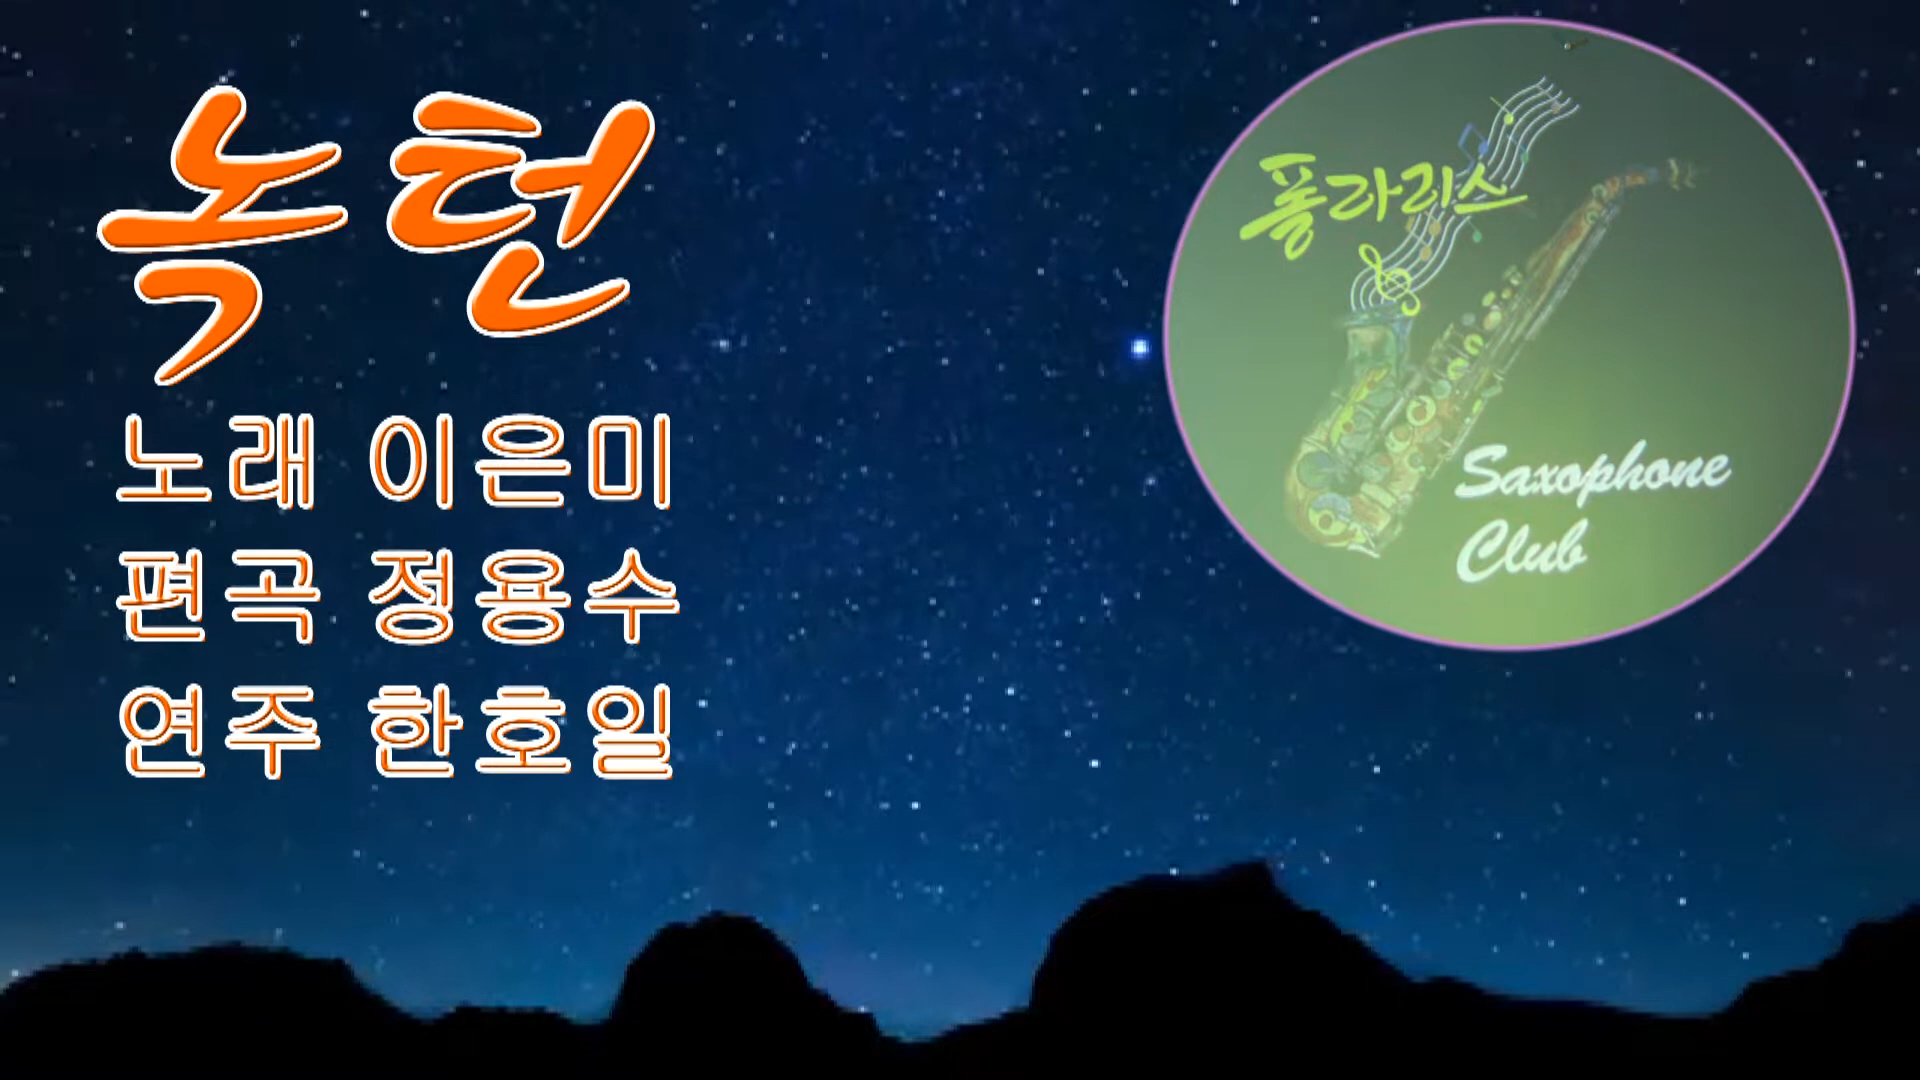 녹턴
노래 이은미
편곡 정용수
연주 한호일
폴라리스
Saxophone
Club